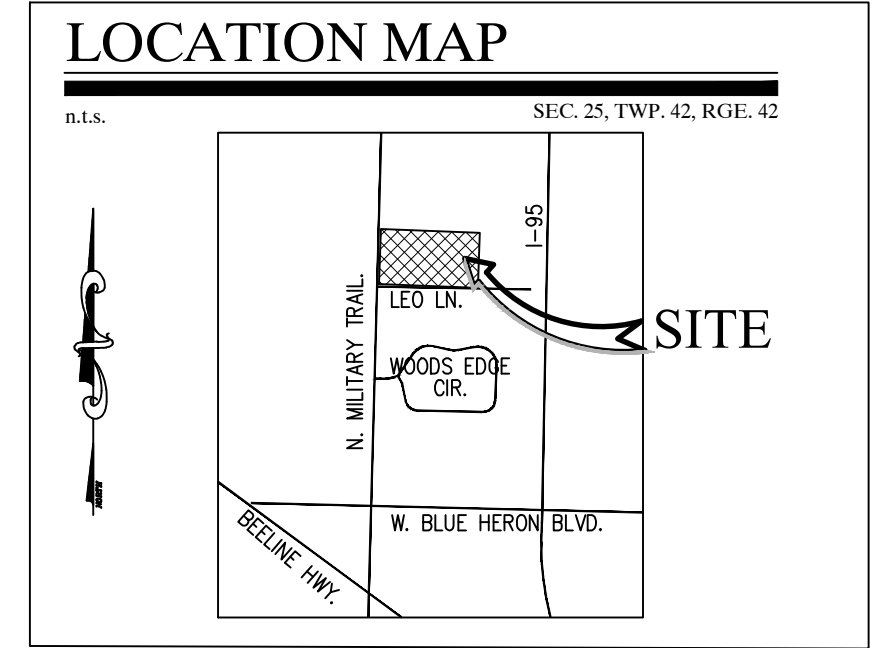 LOCATION MAP
n.t.s.
SEC. 25, TWP. 42, RGE. 42
I-95
N. MILITARY TRAIL.
LEO LN.
SITE
WOODS EDGE
CIR.
W. BLUE HERON BLVD.
BEELINE HWY.
NORTH